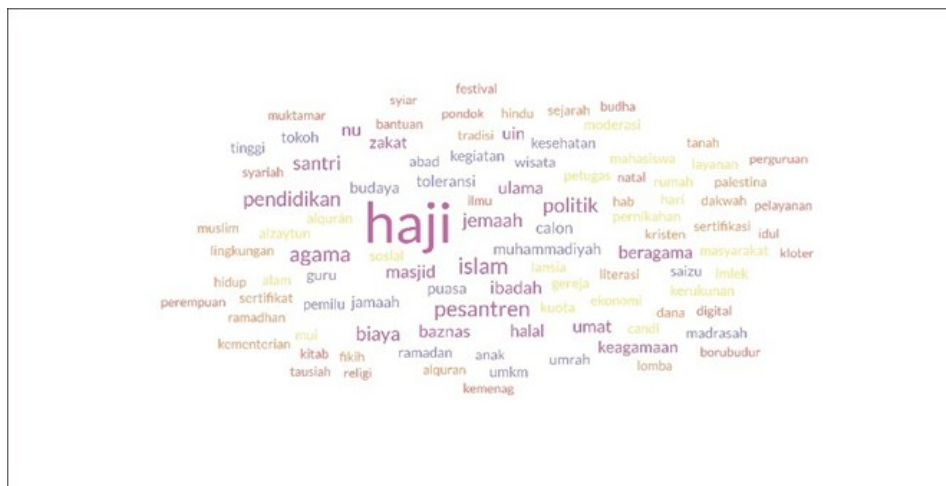 festival
syiar
muktamar bantuan pondok hindu sejarah budha
tinggi tokoh nu zakat tradisi uin kesehatan moderasi tanah
syariah santri abad kegiatan wisata mahasiswa layanan perguruan
pendidikan budaya toleransi ulama petugas natal rumah palestina
muslim alqurán haji ilmu jemaah politik hab hari dakwah pelayanan
alzaytun calon pernikahan kristen sertifikasi idul
lingkungan agama sosial muhammadiyah beragama masyarakat kloter
hidup alam guru masjid islam lansia literasi saizu imlek
perempuan sertifikat pemilu jamaah puasa ibadah gereja kerukunan
ramadhan pesantren kuota ekonomi dana digital
kementerian mui biaya baznas halal umat candi madrasah
kitab fikih ramadan anak umrah keagamaan borubudur
tausiah religi alquran umkm lomba
kemenag